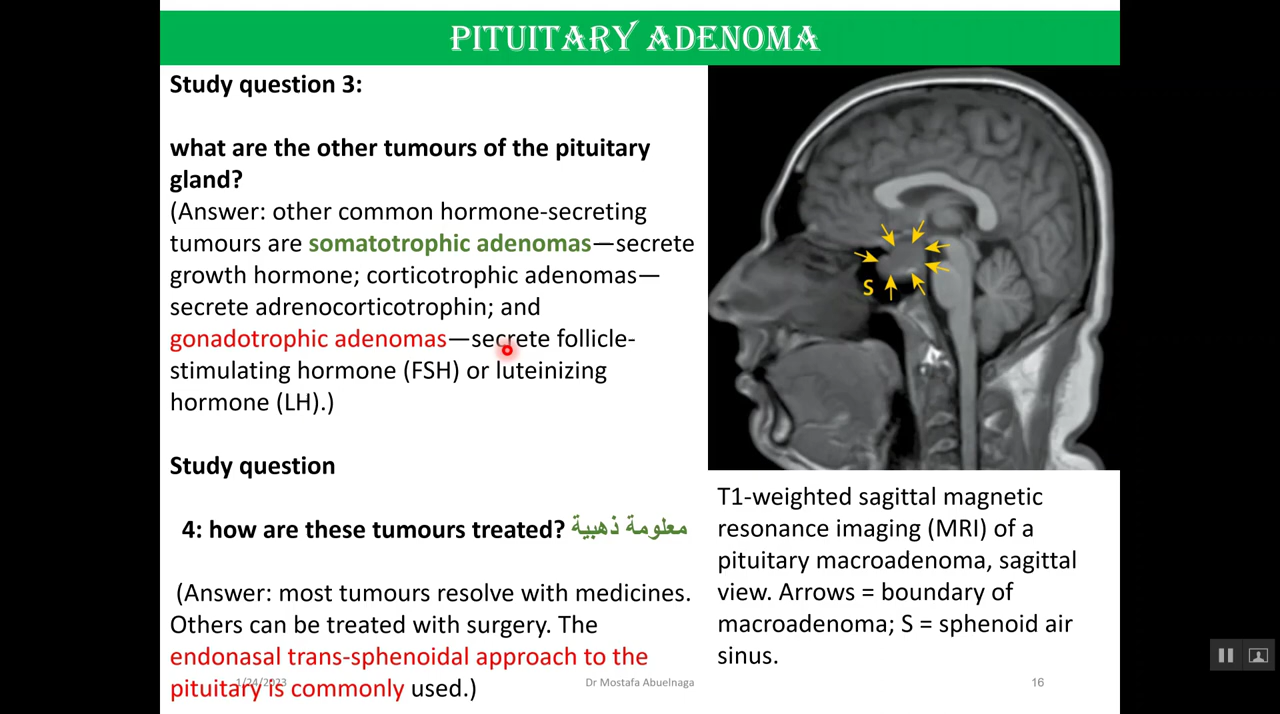 PITUITARY ADENOMA
Study question 3:
what are the other tumours of the pituitary
gland?
(Answer: other common hormone-secreting
tumours are somatotrophic adenomas—secrete
growth hormone; corticotrophic adenomas—
secrete adrenocorticotrophin; and
gonadotrophic adenomas—secrete follicle-
stimulating hormone (FSH) or luteinizing
hormone (LH).)
Study question
4: how are these tumours treated? معلومة ذهبية
(Answer: most tumours resolve with medicines.
Others can be treated with surgery. The
endonasal trans-sphenoidal approach to the
pituitary is commonly used.)
S
T1-weighted sagittal magnetic
resonance imaging (MRI) of a
pituitary macroadenoma, sagittal
view. Arrows = boundary of
macroadenoma; S = sphenoid air
sinus.
1/24/2023
Dr Mostafa Abuelnaga
16